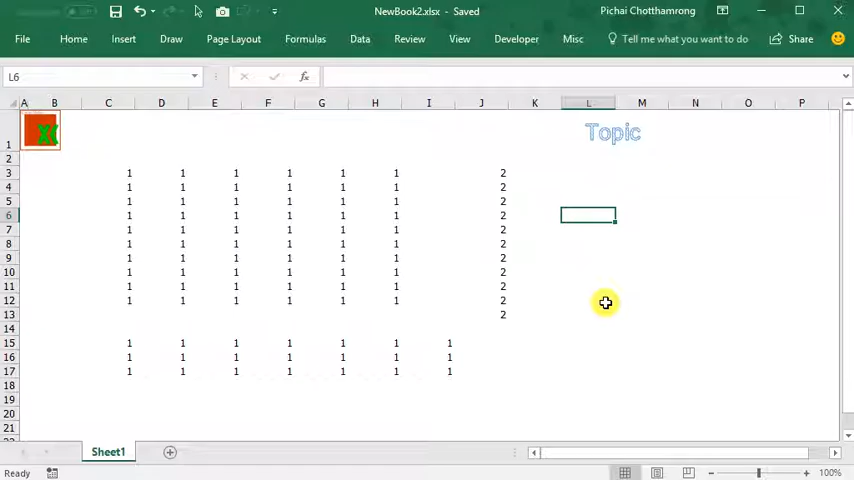 NewBook2.xlsx - Saved Pichai Chotthamrong
File Home Insert Draw Page Layout Formulas Data Review View Developer Misc Tell me what you want to do Share
L6 fx
A B C D E F G H I J K L M N O P
1 X( Topic
2
3 1 1 1 1 1 1 2
4 1 1 1 1 1 1 2
5 1 1 1 1 1 1 2
6 1 1 1 1 1 1 2
7 1 1 1 1 1 1 2
8 1 1 1 1 1 1 2
9 1 1 1 1 1 1 2
10 1 1 1 1 1 1 2
11 1 1 1 1 1 1 2
12 1 1 1 1 1 1 2
13 2
14
15 1 1 1 1 1 1 1
16 1 1 1 1 1 1 1
17 1 1 1 1 1 1 1
18
19
20
21
Sheet1
Ready 100%